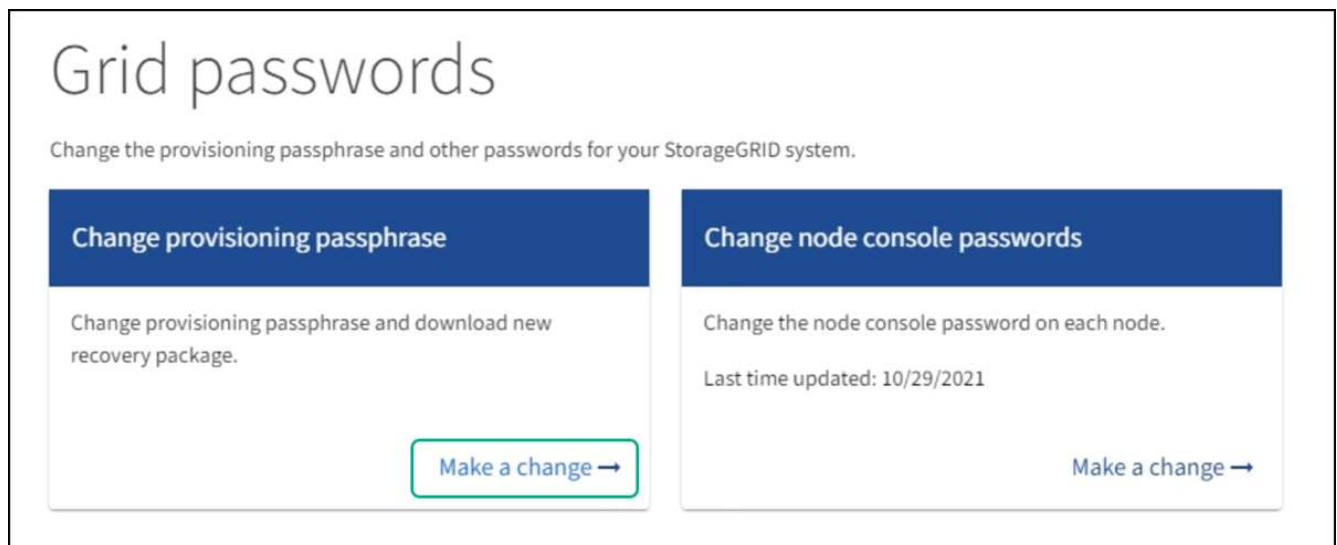 Grid passwords
Change the provisioning passphrase and other passwords for your StorageGRID system.
Change provisioning passphrase
Change provisioning passphrase and download new
recovery package.
Make a change →
Change node console passwords
Change the node console password on each node.
Last time updated: 10/29/2021
Make a change →